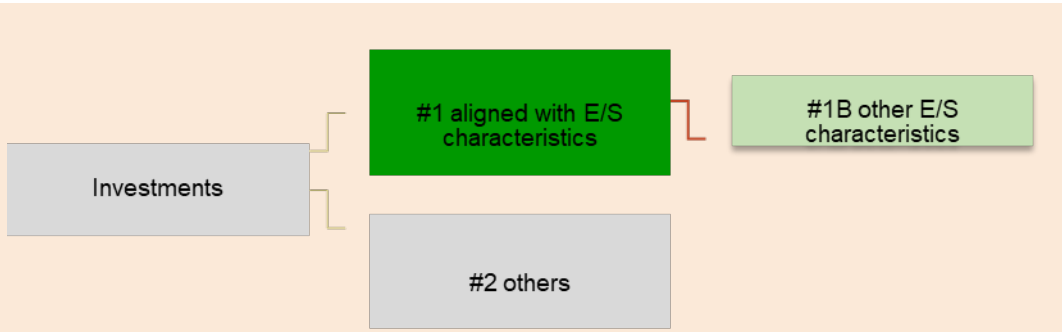 #1 aligned with E/S
characteristics
#1B other E/S
characteristics
Investments
#2 others